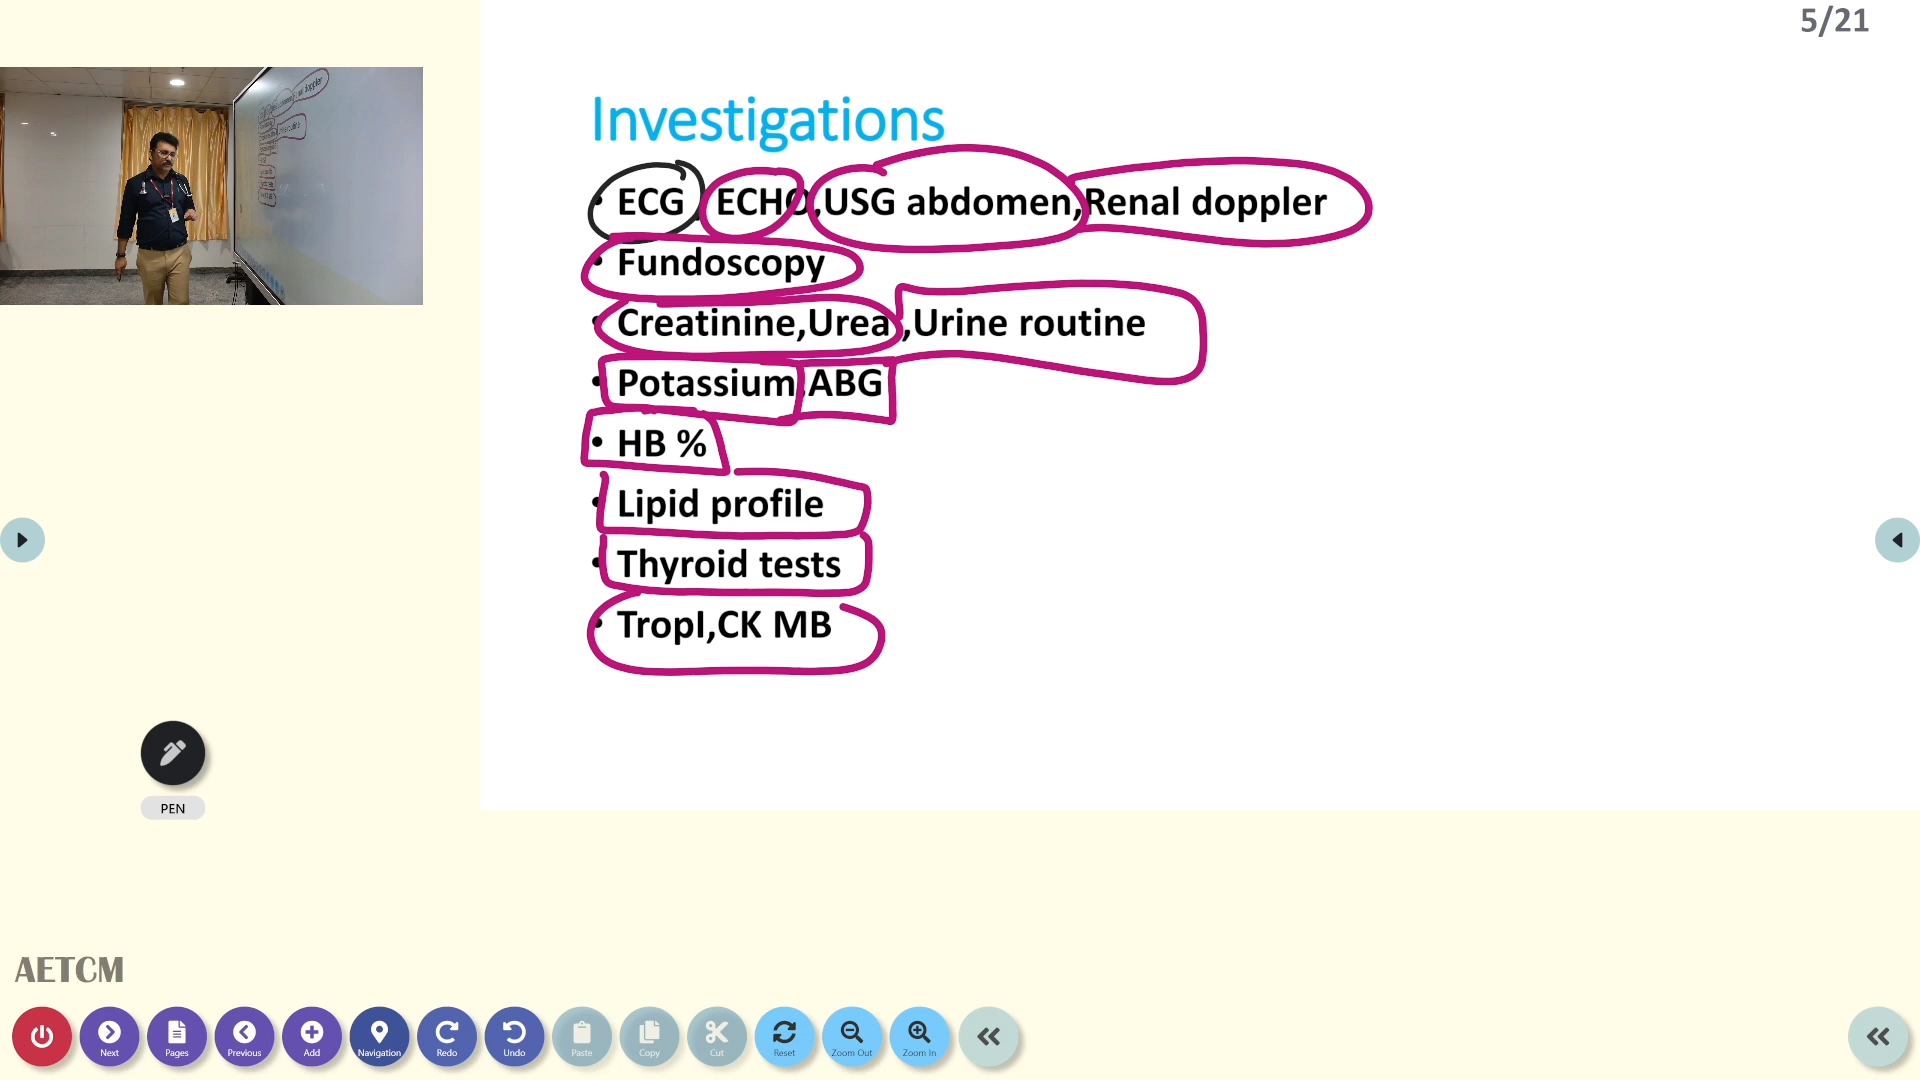 5/21
Investigations
• ECG, ECHO,USG abdomen,Renal doppler
• Fundoscopy
• Creatinine,Urea ,Urine routine
• Potassium,ABG
• HB %
• Lipid profile
• Thyroid tests
• TropI,CK MB
PEN
AETCM
Next Pages Previous Add Navigation Redo Undo Paste Copy Cut Reset Zoom Out Zoom In